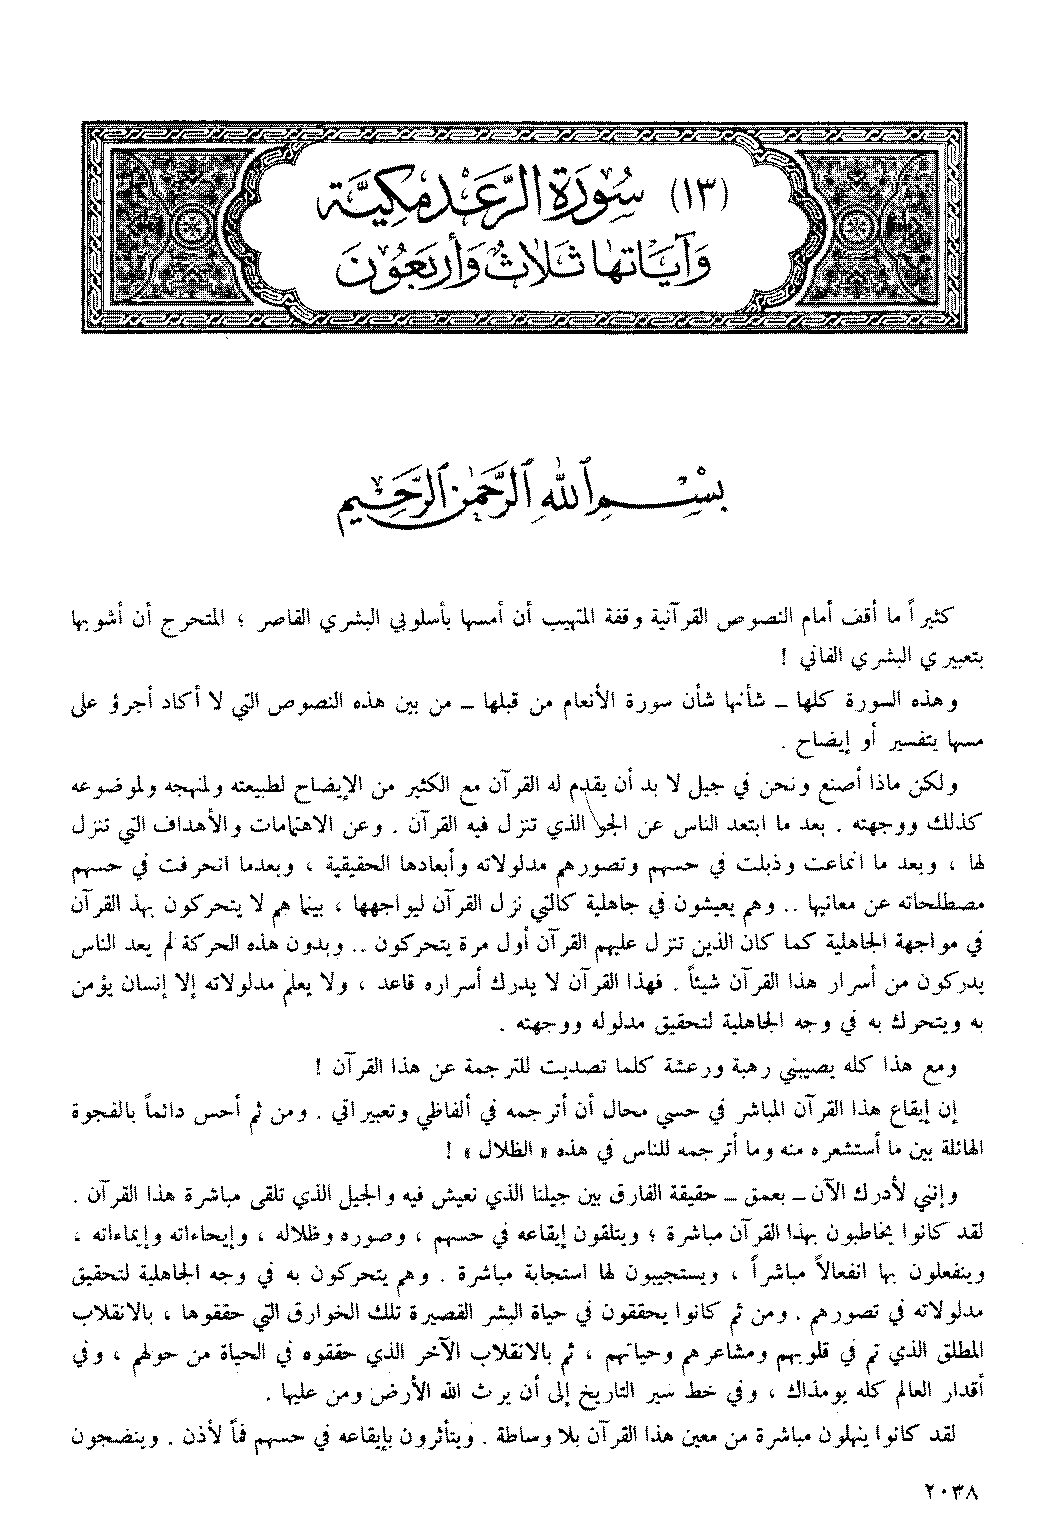 (١٣) سُورَةُ الرَّعْدِ مَكِيَّة
وَآيَاتهَا ثَلَاثٌ وَأَرْبَعُونَ
بِسْمِ ٱللَّهِ ٱلرَّحْمَٰنِ ٱلرَّحِيمِ
كثيراً ما أقف أمام النصوص القرآنية وقفة المتهيب أن أمسها بأسلوبي البشري القاصر ؛ المتحرج أن أشوبها
بتعبيري البشري الفاني !
وهذه السورة كلها – شأنها شأن سورة الأنعام من قبلها – من بين هذه النصوص التي لا أكاد أجرؤ على
مسها بتفسير أو إيضاح .
ولكن ماذا أصنع ونحن في جيل لا بد أن يقدم له القرآن مع الكثير من الإيضاح لطبيعته ولمنهجه ولموضوعه
كذلك ووجهته . بعد ما ابتعد الناس عن الجو الذي تنزل فيه القرآن . وعن الاهتمامات والأهداف التي تنزل
لها ، وبعد ما انماعت وذبلت في حسهم وتصورهم مدلولاته وأبعادها الحقيقية ، وبعدما انحرفت في حسهم
مصطلحاته عن معانيها .. وهم يعيشون في جاهلية كالتي نزل القرآن ليواجهها ، بينما هم لا يتحركون بهذ القرآن
في مواجهة الجاهلية كما كان الذين تنزل عليهم القرآن أول مرة يتحركون .. وبدون هذه الحركة لم يعد الناس
يدركون من أسرار هذا القرآن شيئاً . فهذا القرآن لا يدرك أسراره قاعد ، ولا يعلم مدلولاته إلا إنسان يؤمن
به ويتحرك به في وجه الجاهلية لتحقيق مدلوله ووجهته .
ومع هذا كله يصيبني رهبة ورعشة كلما تصديت للترجمة عن هذا القرآن !
إن إيقاع هذا القرآن المباشر في حسي محال أن أترجمه في ألفاظي وتعبيراتي . ومن ثم أحس دائماً بالفجوة
الهائلة بين ما أستشعره منه وما أترجمه للناس في هذه « الظلال » !
وإنني لأدرك الآن – بعمق – حقيقة الفارق بين جيلنا الذي نعيش فيه والجيل الذي تلقى مباشرة هذا القرآن .
لقد كانوا يخاطبون بهذا القرآن مباشرة ؛ ويتلقون إيقاعه في حسهم ، وصوره وظلاله ، وإيحاءاته وإيماءاته ،
وينفعلون بها انفعالاً مباشراً ، ويستجيبون لها استجابة مباشرة . وهم يتحركون به في وجه الجاهلية لتحقيق
مدلولاته في تصورهم . ومن ثم كانوا يحققون في حياة البشر القصيرة تلك الخوارق التي حققوها ، بالانقلاب
المطلق الذي تم في قلوبهم ومشاعرهم وحياتهم ، ثم بالانقلاب الآخر الذي حققوه في الحياة من حولهم ، وفي
أقدار العالم كله يومذاك ، وفي خط سير التاريخ إلى أن يرث الله الأرض ومن عليها .
لقد كانوا ينهلون مباشرة من معين هذا القرآن بلا وساطة . ويتأثرون بإيقاعه في حسهم فماً لأذن . وينضجون
٢٠٣٨